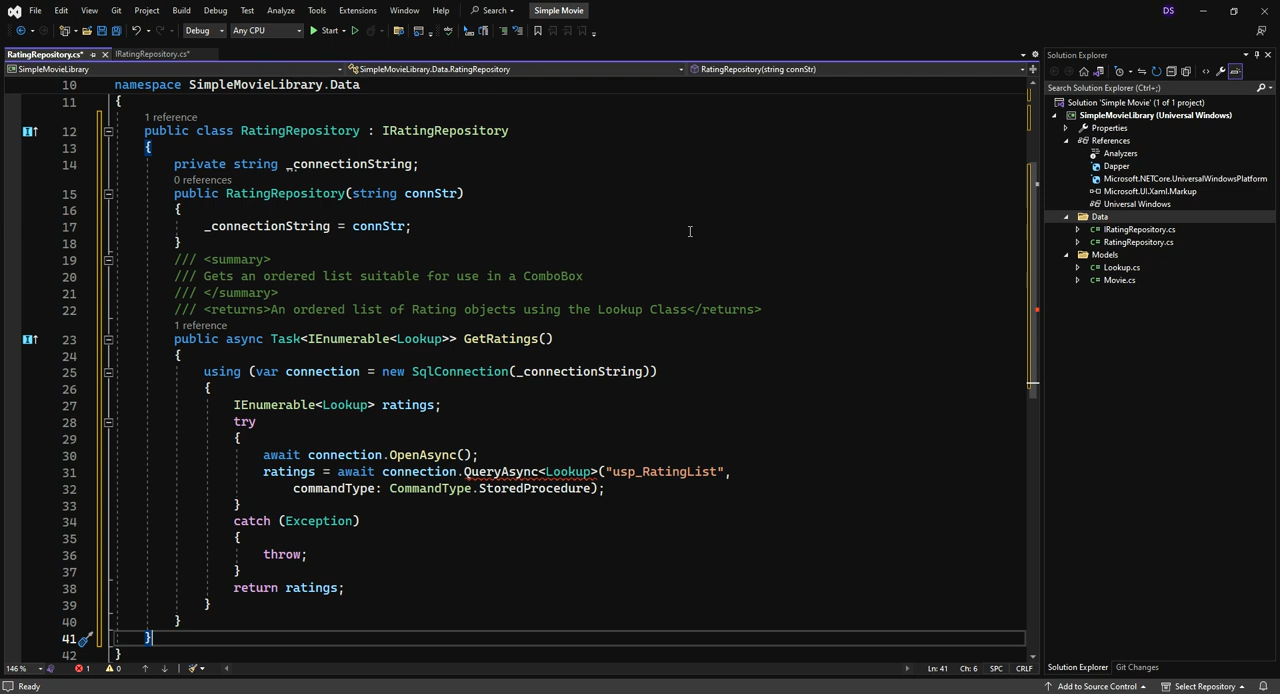 File Edit View Git Project Build Debug Test Analyze Tools Extensions Window Help Search Simple Movie DS
Debug Any CPU Start
RatingRepository.cs* IRatingRepository.cs*
SimpleMovieLibrary SimpleMovieLibrary.Data.RatingRepository RatingRepository(string connStr)
10 namespace SimpleMovieLibrary.Data
11 {
1 reference
12 public class RatingRepository : IRatingRepository
13 {
14 private string _connectionString;
0 references
15 public RatingRepository(string connStr)
16 {
17 _connectionString = connStr;
18 }
19 /// <summary>
20 /// Gets an ordered list suitable for use in a ComboBox
21 /// </summary>
22 /// <returns>An ordered list of Rating objects using the Lookup Class</returns>
1 reference
23 public async Task<IEnumerable<Lookup>> GetRatings()
24 {
25 using (var connection = new SqlConnection(_connectionString))
26 {
27 IEnumerable<Lookup> ratings;
28 try
29 {
30 await connection.OpenAsync();
31 ratings = await connection.QueryAsync<Lookup>("usp_RatingList",
32 commandType: CommandType.StoredProcedure);
33 }
34 catch (Exception)
35 {
36 throw;
37 }
38 return ratings;
39 }
40 }
41 }
42 }
146 % 1 0 Ln: 41 Ch: 6 SPC CRLF
Solution Explorer
Search Solution Explorer (Ctrl+;)
Solution 'Simple Movie' (1 of 1 project)
SimpleMovieLibrary (Universal Windows)
Properties
References
Analyzers
Dapper
Microsoft.NETCore.UniversalWindowsPlatform
Microsoft.UI.Xaml.Markup
Universal Windows
Data
C# IRatingRepository.cs
C# RatingRepository.cs
Models
C# Lookup.cs
C# Movie.cs
Solution Explorer Git Changes
Ready Add to Source Control Select Repository